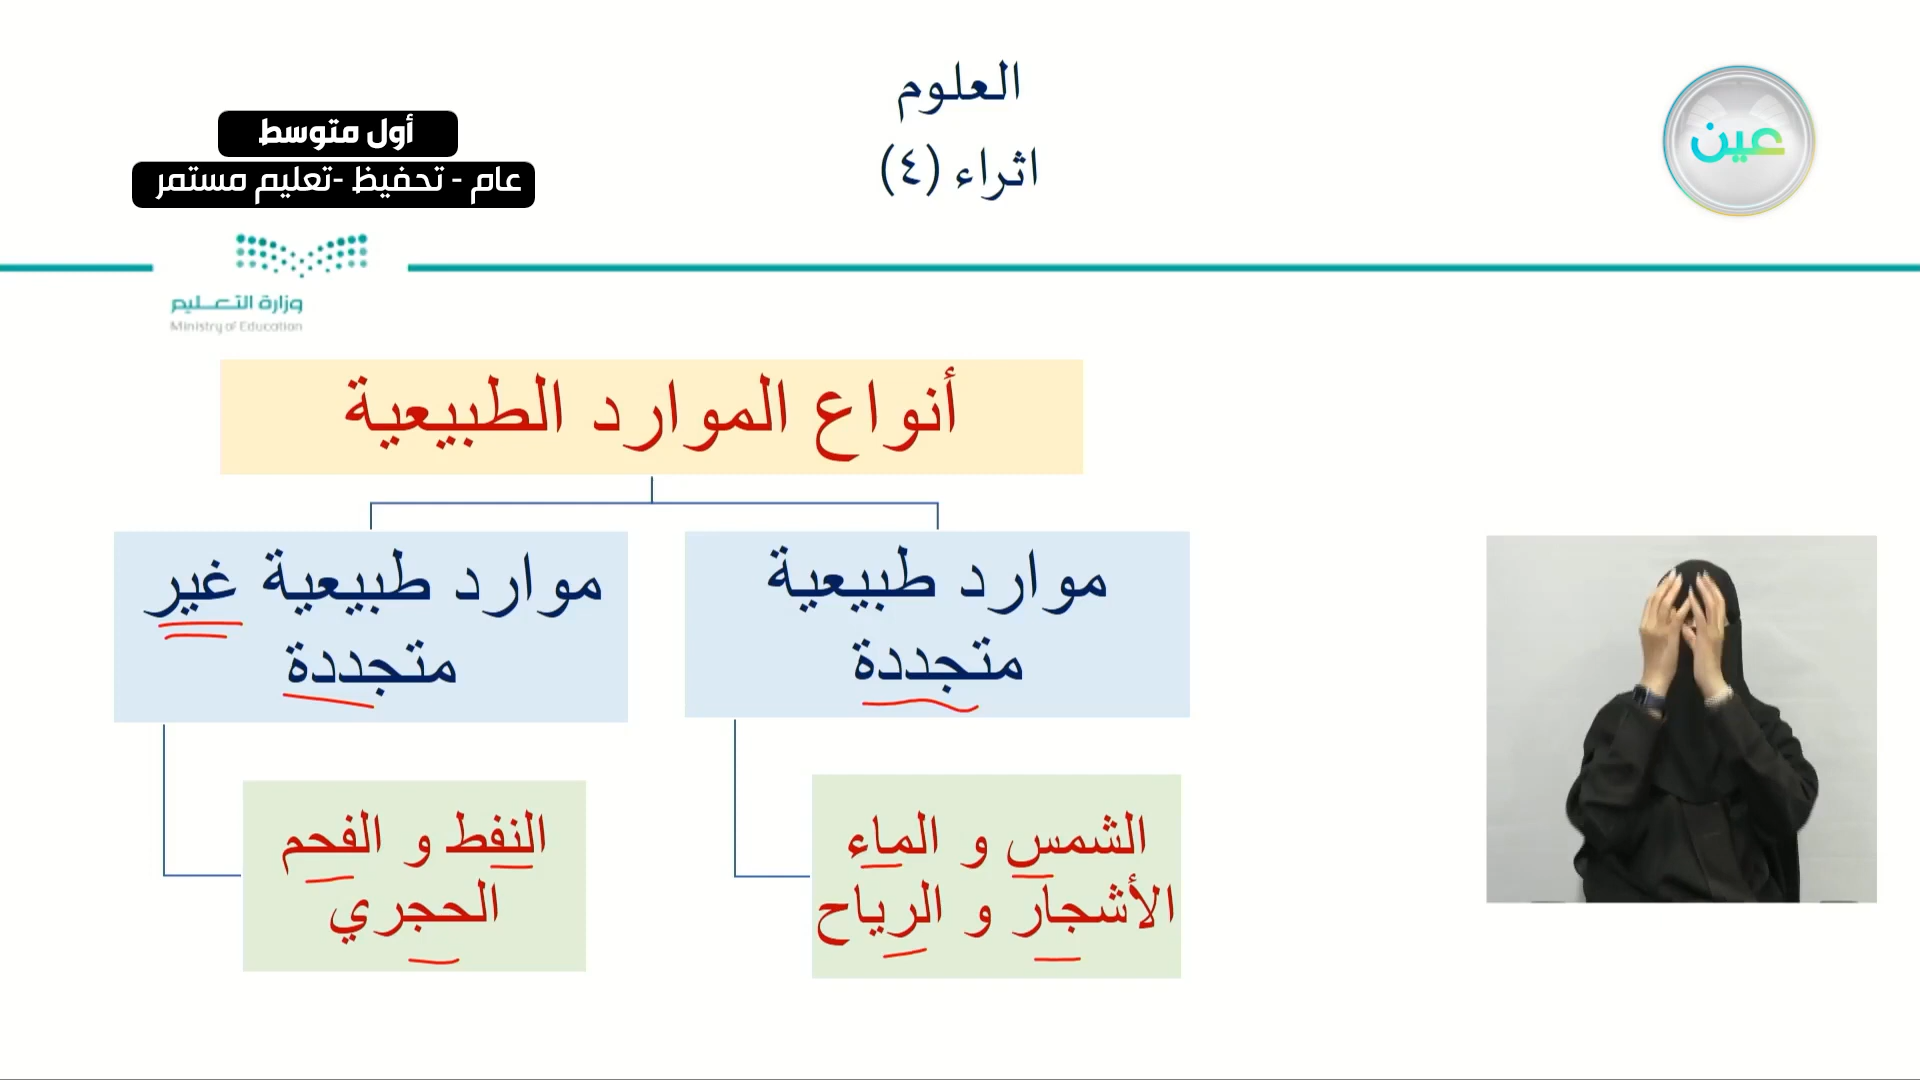 العلوم
اثراء (٤)
عين
أول متوسط
عام - تحفيظ -تعليم مستمر
وزارة التعليم
Ministry of Education
أنواع الموارد الطبيعية
موارد طبيعية
متجددة
موارد طبيعية غير
متجددة
الشمس و الماء
الأشجار و الرياح
النفط و الفحم
الحجري